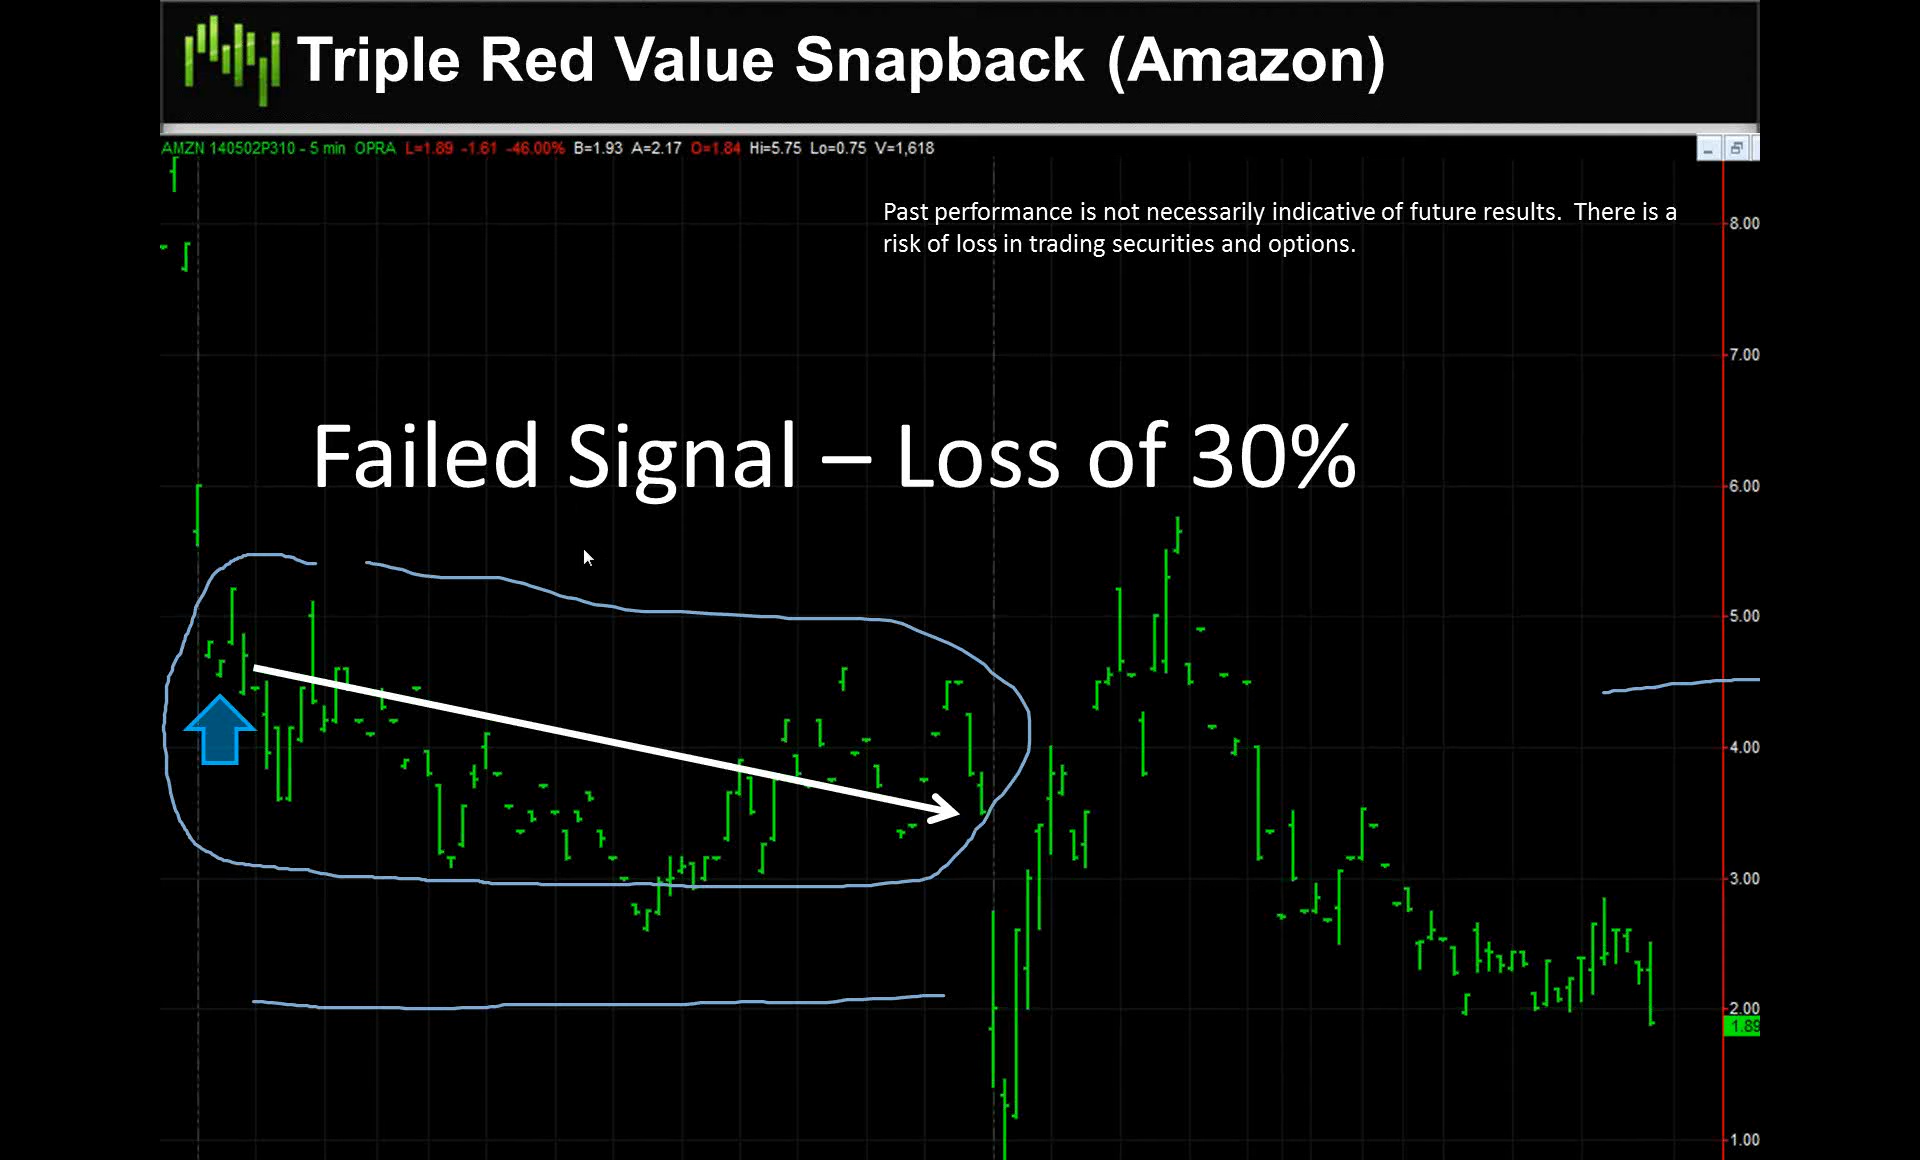 Triple Red Value Snapback (Amazon)
AMZN 140502P310 - 5 min OPRA L=1.89 -1.61 -46.00% B=1.93 A=2.17 O=1.84 Hi=5.75 Lo=0.75 V=1,618
Past performance is not necessarily indicative of future results. There is a
risk of loss in trading securities and options.
8.00
7.00
Failed Signal – Loss of 30%
6.00
5.00
4.00
3.00
2.00
1.89
1.00